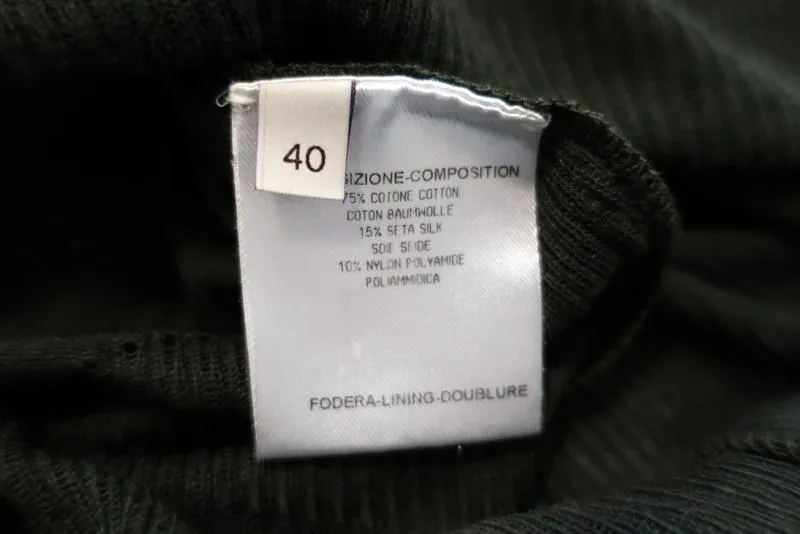 40
SIZIONE-COMPOSITION
75% COTONE COTTON
COTON BAUMWOLLE
15% SETA SILK
SOIE SEIDE
10% NYLON POLYAMIDE
POLIAMMIDICA
FODERA-LINING-DOUBLURE